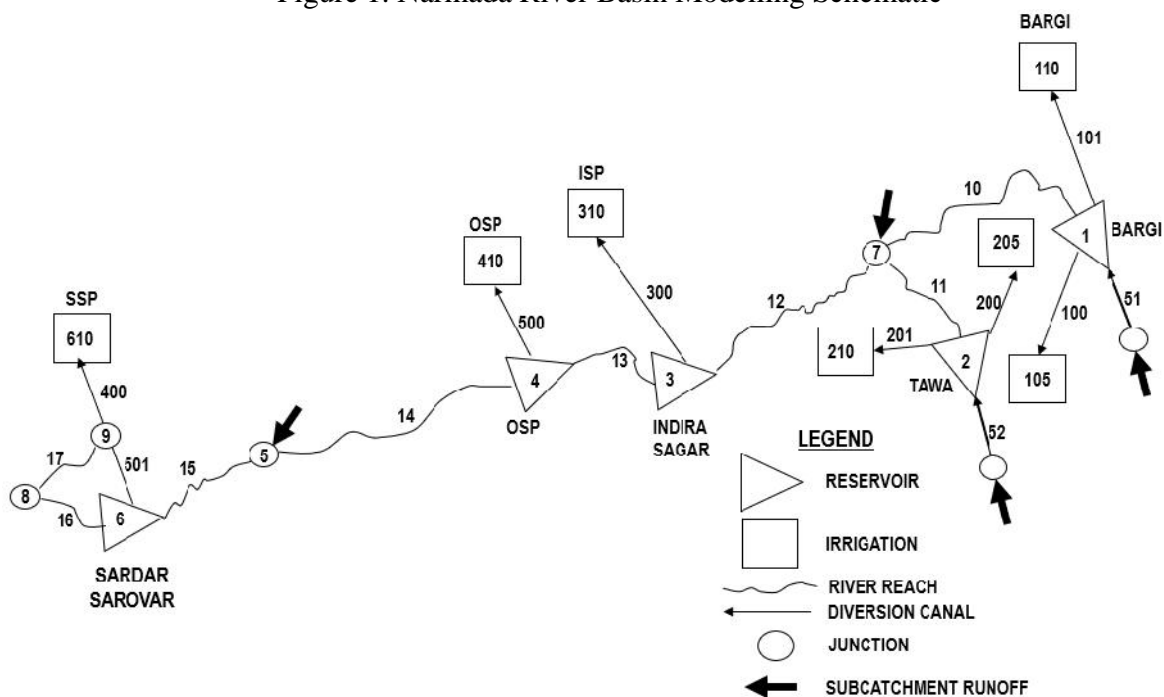 Figure 1. Narmada River Basin Modelling Schematic
BARGI
110
101
10
1
BARGI
51
ISP
310
OSP
410
7
205
SSP
610
300
12
11
200
100
500
201
210
2
TAWA
105
400
4
13
3
9
14
OSP
INDIRA
SAGAR
52
17
501
15
5
8
16
6
SARDAR
SAROVAR
LEGEND
RESERVOIR
IRRIGATION
RIVER REACH
DIVERSION CANAL
JUNCTION
SUBCATCHMENT RUNOFF